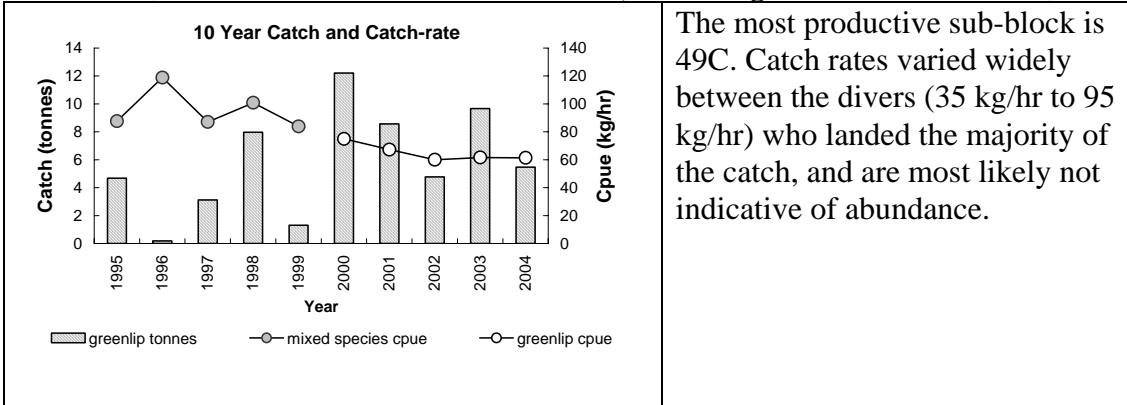 10 Year Catch and Catch-rate
14
12
10
8
6
4
2
0
Catch (tonnes)
140
120
100
80
60
40
20
0
Cpue (kg/hr)
1995
1996
1997
1998
1999
2000
2001
2002
2003
2004
Year
greenlip tonnes
mixed species cpue
greenlip cpue
The most productive sub-block is
49C. Catch rates varied widely
between the divers (35 kg/hr to 95
kg/hr) who landed the majority of
the catch, and are most likely not
indicative of abundance.